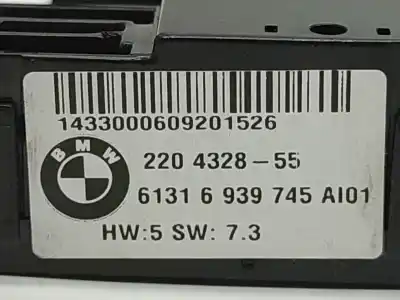 1433000609201526
BMW
220 4328-55
6131 6 939 745 AI01
HW:5 SW: 7.3